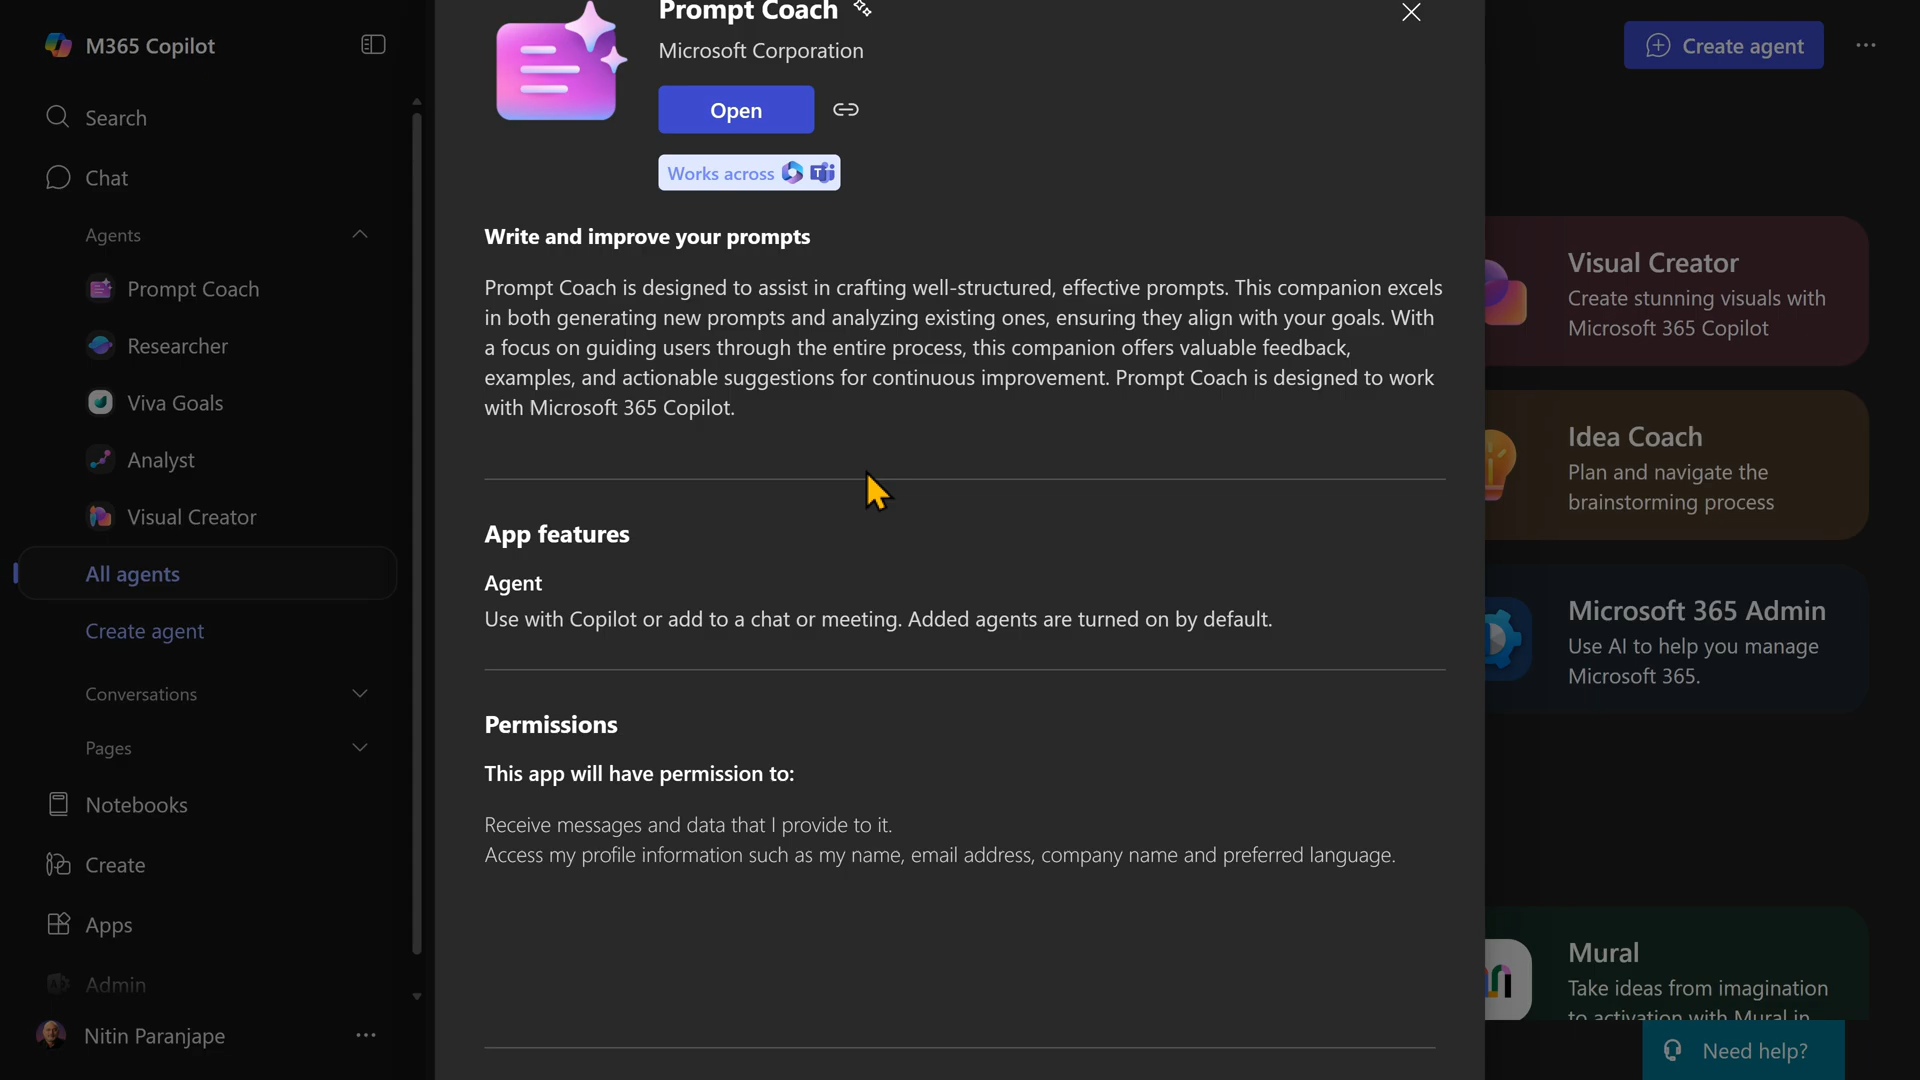 M365 Copilot
Search
Chat
Agents
Prompt Coach
Researcher
Viva Goals
Analyst
Visual Creator
All agents
Create agent
Conversations
Pages
Notebooks
Create
Apps
Admin
Nitin Paranjape
Prompt Coach
Microsoft Corporation
Open
Works across
Write and improve your prompts
Prompt Coach is designed to assist in crafting well-structured, effective prompts. This companion excels
in both generating new prompts and analyzing existing ones, ensuring they align with your goals. With
a focus on guiding users through the entire process, this companion offers valuable feedback,
examples, and actionable suggestions for continuous improvement. Prompt Coach is designed to work
with Microsoft 365 Copilot.
App features
Agent
Use with Copilot or add to a chat or meeting. Added agents are turned on by default.
Permissions
This app will have permission to:
Receive messages and data that I provide to it.
Access my profile information such as my name, email address, company name and preferred language.
Create agent
Visual Creator
Create stunning visuals with
Microsoft 365 Copilot
Idea Coach
Plan and navigate the
brainstorming process
Microsoft 365 Admin
Use AI to help you manage
Microsoft 365.
Mural
Take ideas from imagination
to activation with Mural in
Need help?